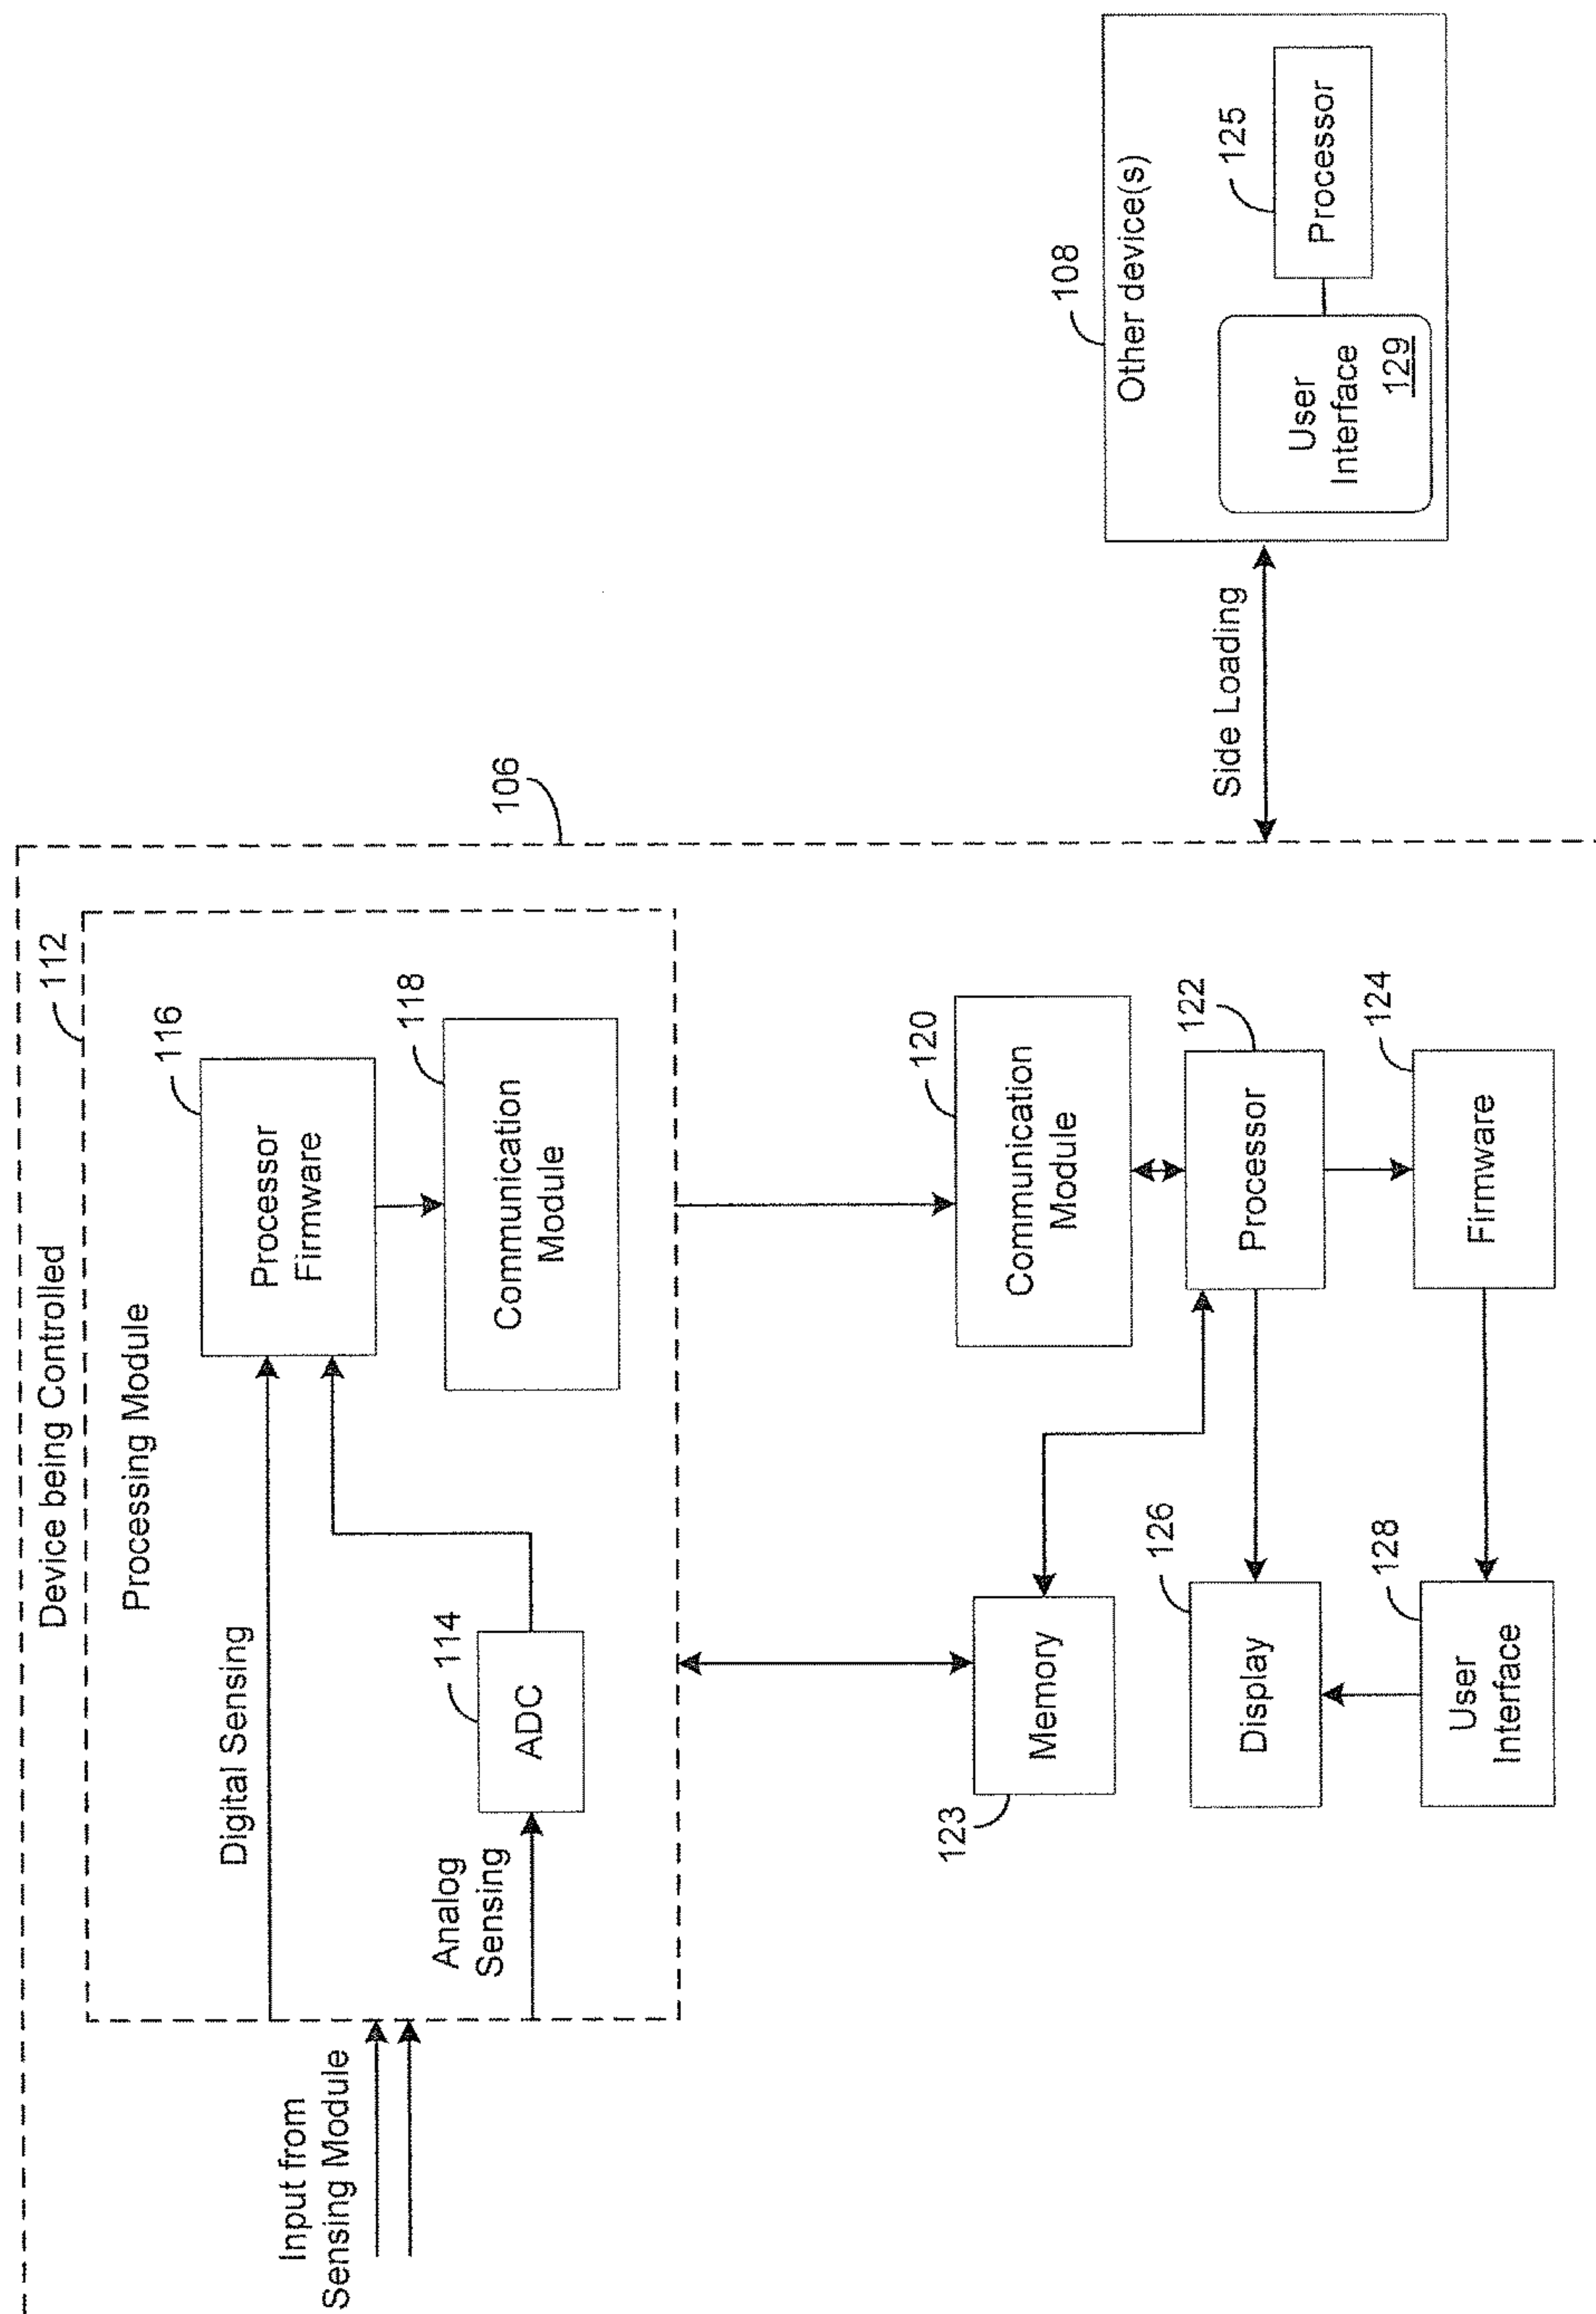 Device being Controlled
112
106
Processing Module
Input from
Sensing Module
Digital Sensing
Analog
Sensing
114
ADC
116
Processor
Firmware
118
Communication
Module
120
Communication
Module
123
Memory
122
Processor
124
Firmware
126
Display
128
User
Interface
Side Loading
108
Other device(s)
125
Processor
User
Interface
129